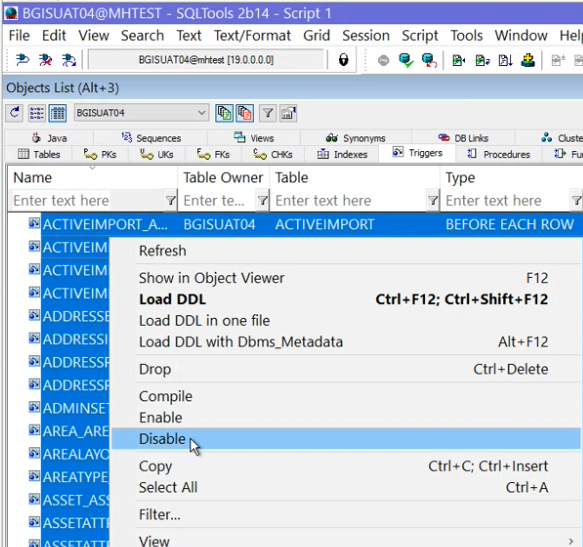 BGISUAT04@MHTEST - SQLTools 2b14 - Script 1
File Edit View Search Text Text/Format Grid Session Script Tools Window Help
BGISUAT04@mhtest [19.0.0.0.0]
Objects List (Alt+3)
BGISUAT04
Java Sequences Views Synonyms DB Links Cluste
Tables PKs UKs FKs CHKs Indexes Triggers Procedures Fu
Name Table Owner Table Type
Enter text here Enter te... Enter text here Enter text here
ACTIVEIMPORT_A... BGISUAT04 ACTIVEIMPORT BEFORE EACH ROW
ACTIVEIM
Refresh
ACTIVEIM
Show in Object Viewer F12
ACTIVEIM
Load DDL Ctrl+F12; Ctrl+Shift+F12
ADDRESSE
Load DDL in one file
ADDRESSI
Load DDL with Dbms_Metadata Alt+F12
ADDRESSF
Drop Ctrl+Delete
ADDRESSF
Compile
ADMINSET
Enable
AREA_ARE
Disable
AREALAYO
Copy Ctrl+C; Ctrl+Insert
AREATYPE
Select All Ctrl+A
ASSET_ASS
Filter...
ASSETATTF
View
ASSETATTF